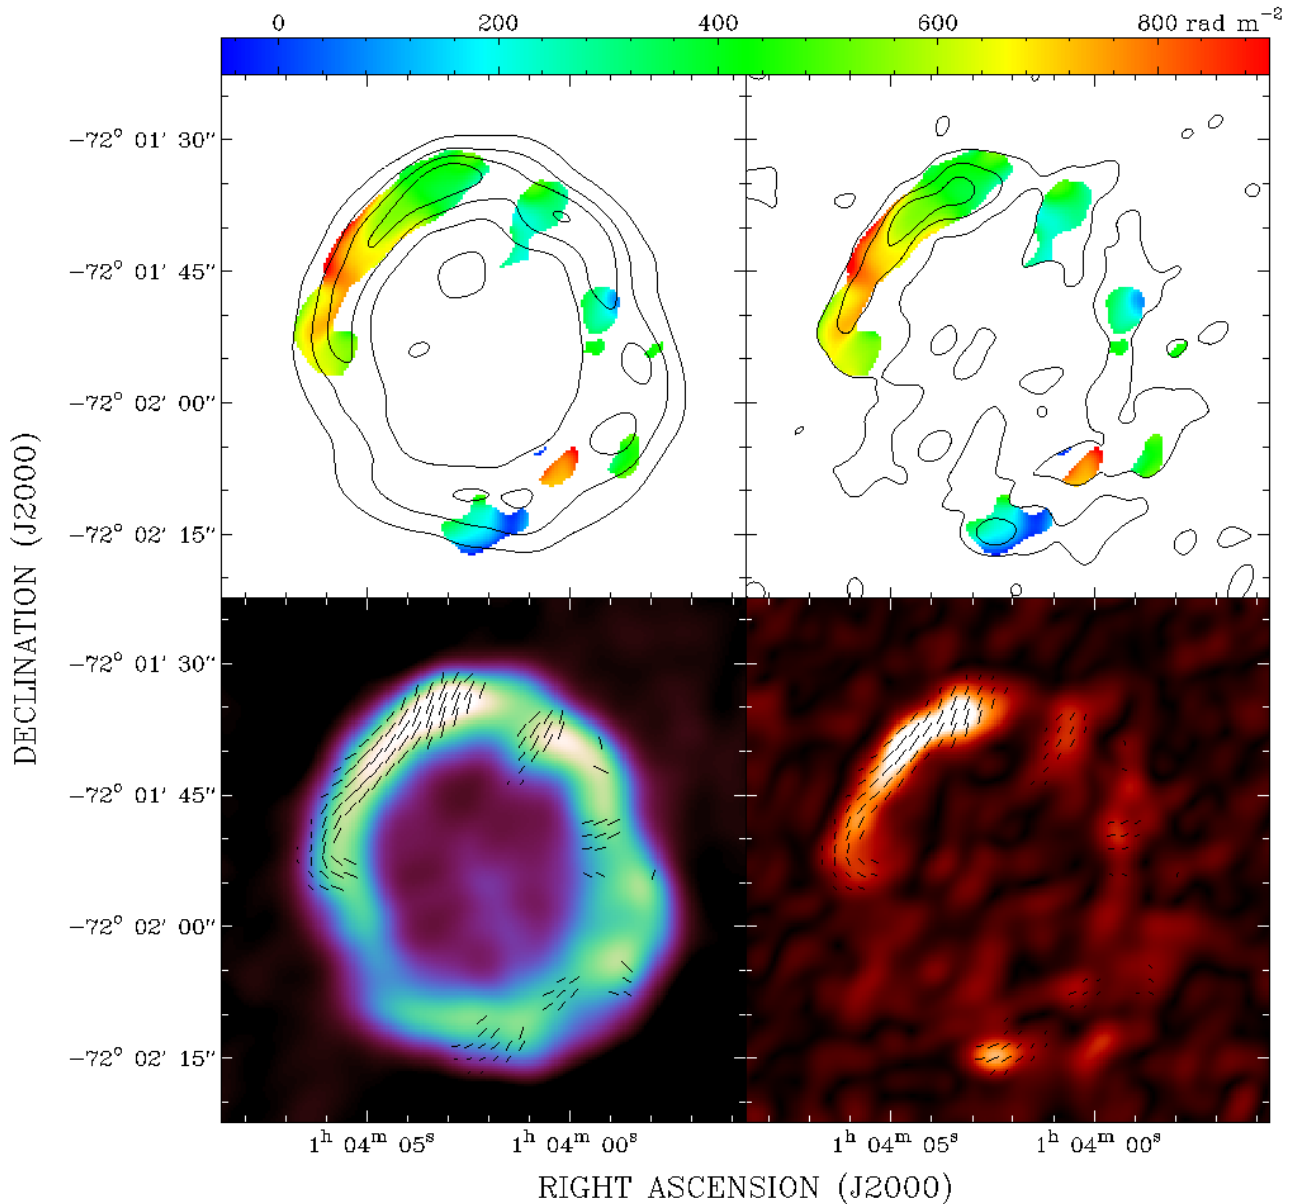 0 200 400 600 800 rad m⁻²
−72° 01′ 30″
−72° 01′ 45″
−72° 02′ 00″
−72° 02′ 15″
DECLINATION (J2000)
−72° 01′ 30″
−72° 01′ 45″
−72° 02′ 00″
−72° 02′ 15″
1ʰ 04ᵐ 05ˢ 1ʰ 04ᵐ 00ˢ 1ʰ 04ᵐ 05ˢ 1ʰ 04ᵐ 00ˢ
RIGHT ASCENSION (J2000)